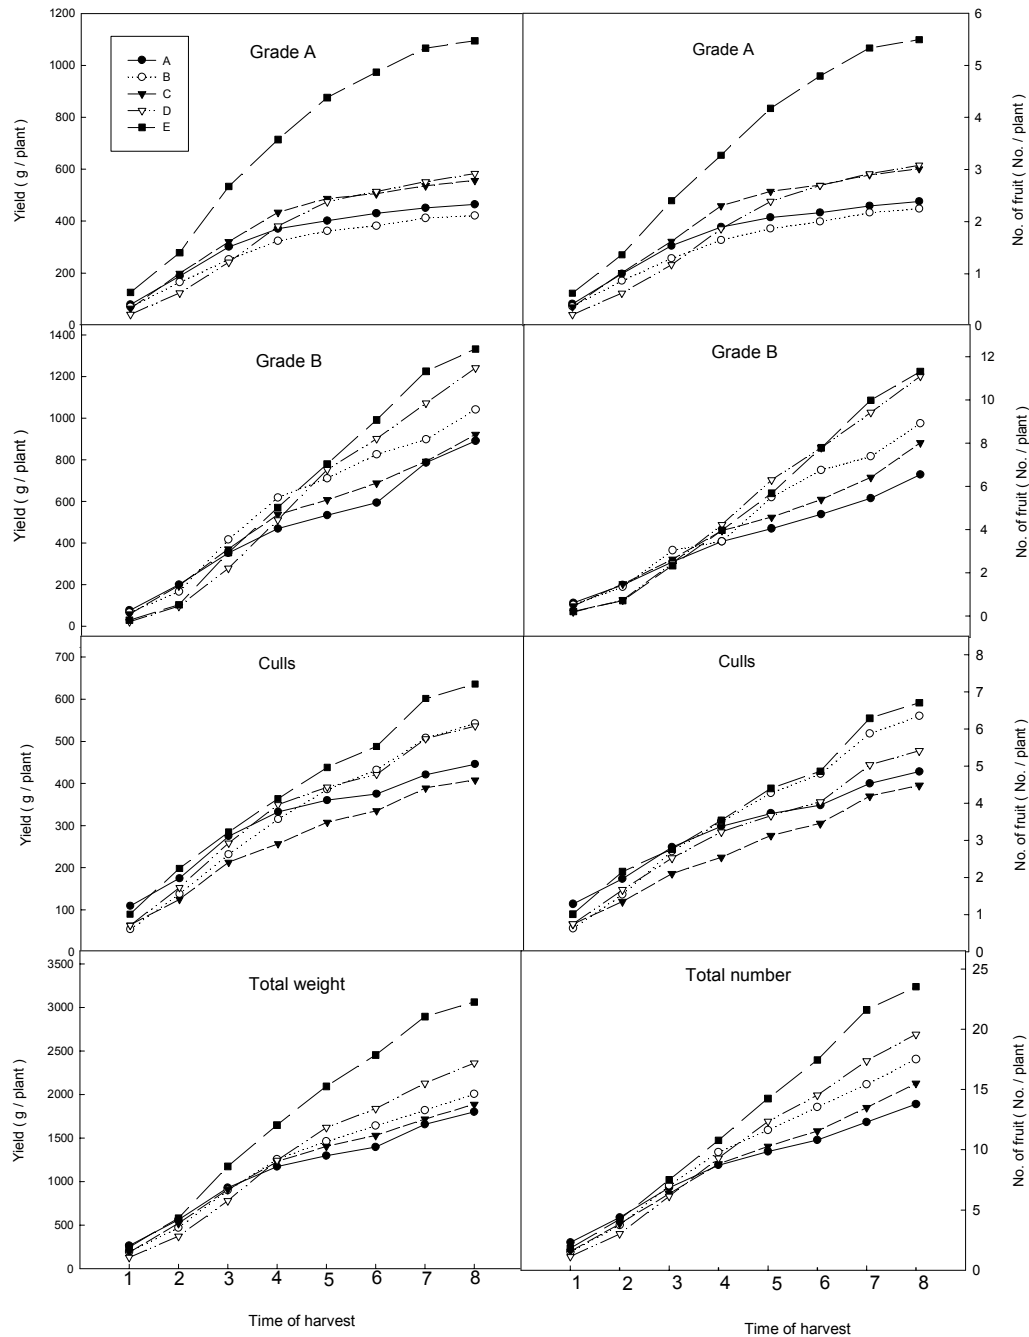 Grade A
A
B
C
D
E
Yield ( g / plant )
1200
1000
800
600
400
200
0
Grade A
6
5
4
3
2
1
0
No. of fruit ( No. / plant )
Grade B
Yield ( g / plant )
1400
1200
1000
800
600
400
200
0
Grade B
12
10
8
6
4
2
0
No. of fruit ( No. / plant )
Culls
Yield ( g / plant )
700
600
500
400
300
200
100
0
Culls
8
7
6
5
4
3
2
1
0
No. of fruit ( No. / plant )
Total weight
Yield ( g / plant )
3500
3000
2500
2000
1500
1000
500
0
1 2 3 4 5 6 7 8
Time of harvest
Total number
25
20
15
10
5
0
No. of fruit ( No. / plant )
1 2 3 4 5 6 7 8
Time of harvest